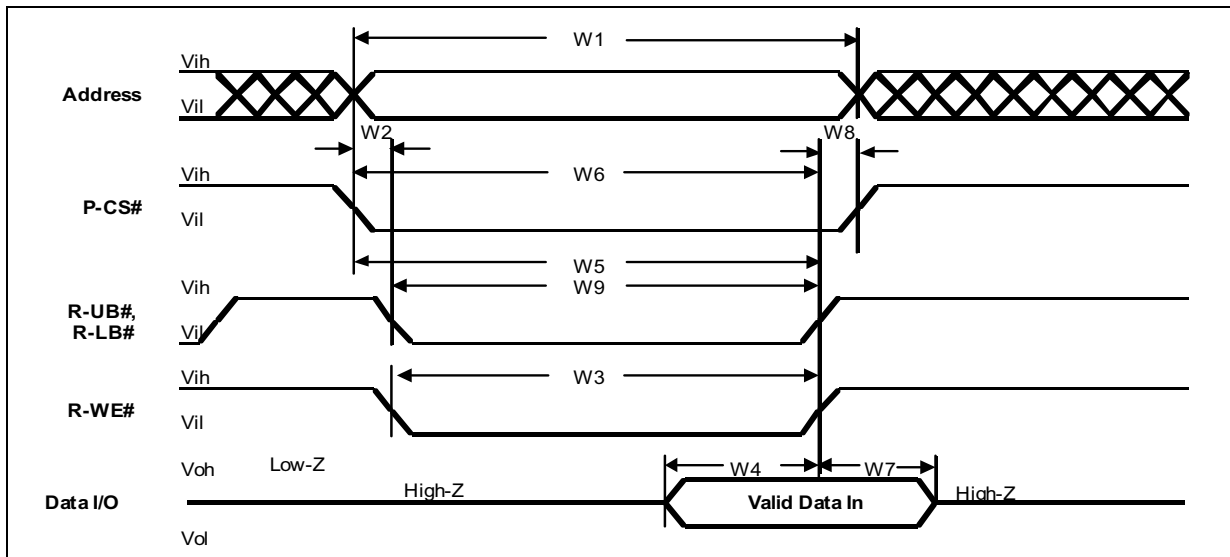 W1
Vih
Address
Vil
W2
W8
Vih
W6
P-CS#
Vil
W5
Vih
W9
R-UB#,
R-LB#
Vil
Vih
W3
R-WE#
Vil
Voh
Low-Z
W4
W7
High-Z
High-Z
Data I/O
Valid Data In
Vol